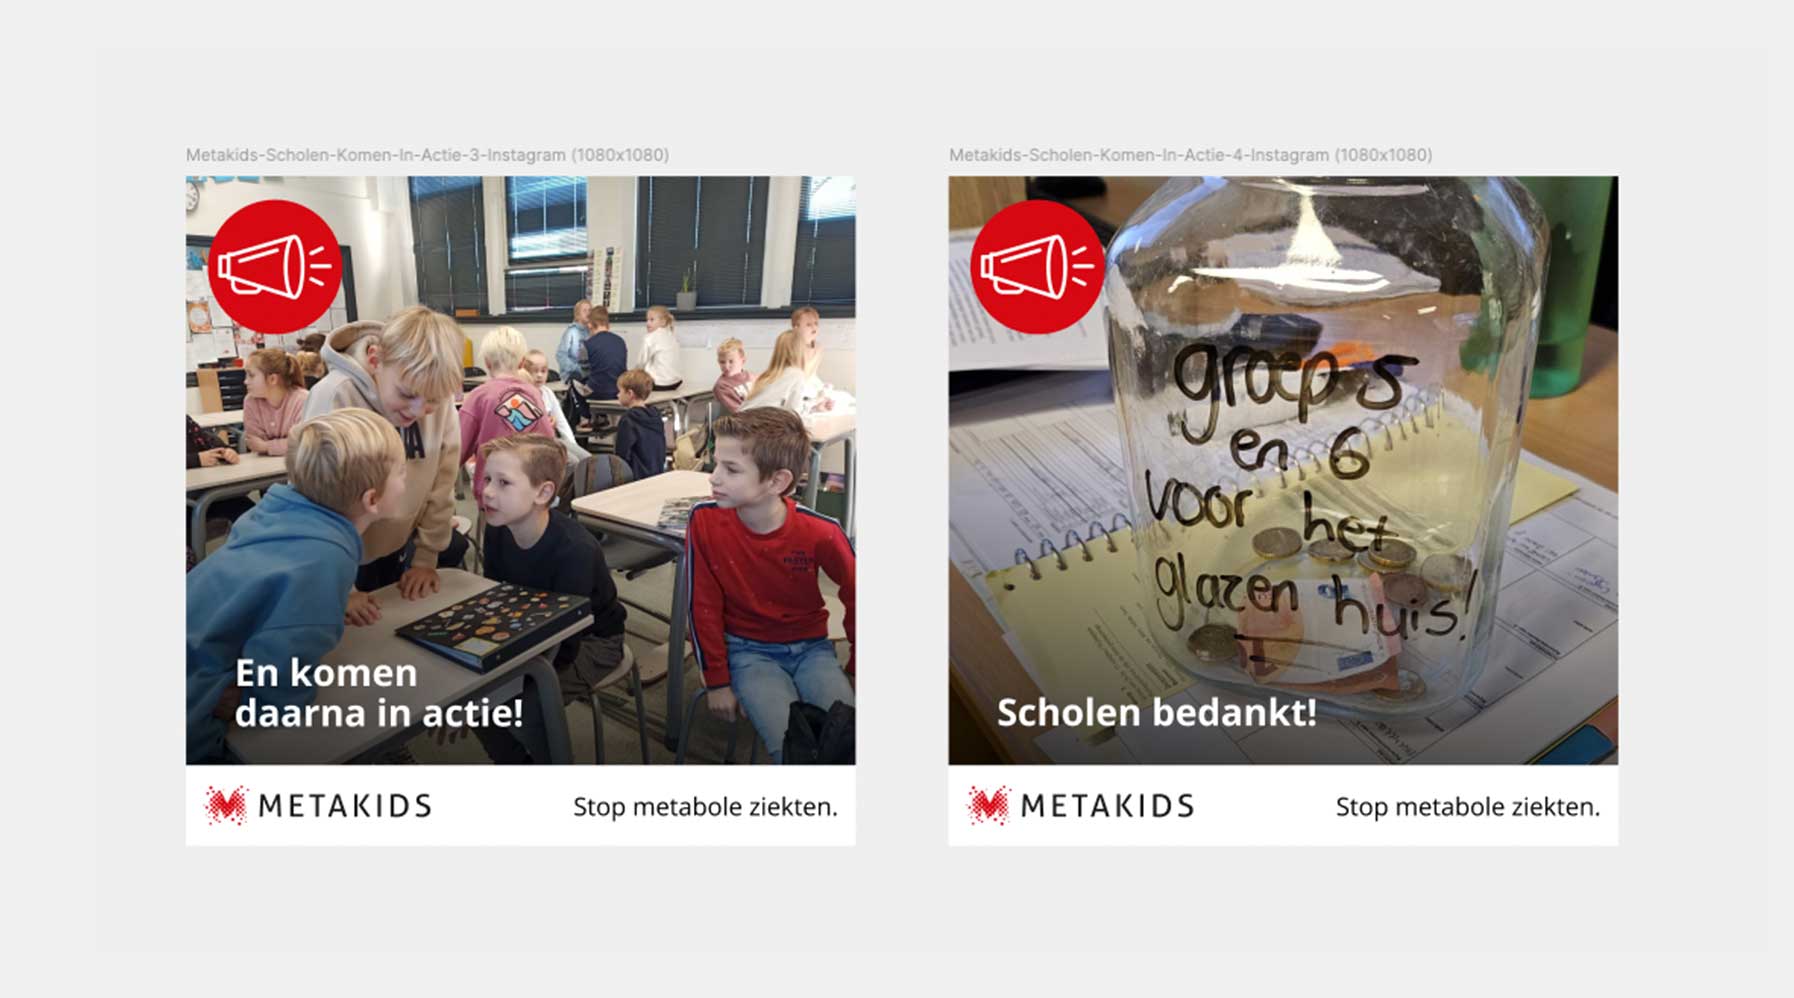 Metakids-Scholen-Komen-In-Actie-3-Instagram (1080x1080)
En komen
daarna in actie!
METAKIDS
Stop metabole ziekten.
Metakids-Scholen-Komen-In-Actie-4-Instagram (1080x1080)
groep 5
en 6
voor het
glazen huis!
Scholen bedankt!
METAKIDS
Stop metabole ziekten.